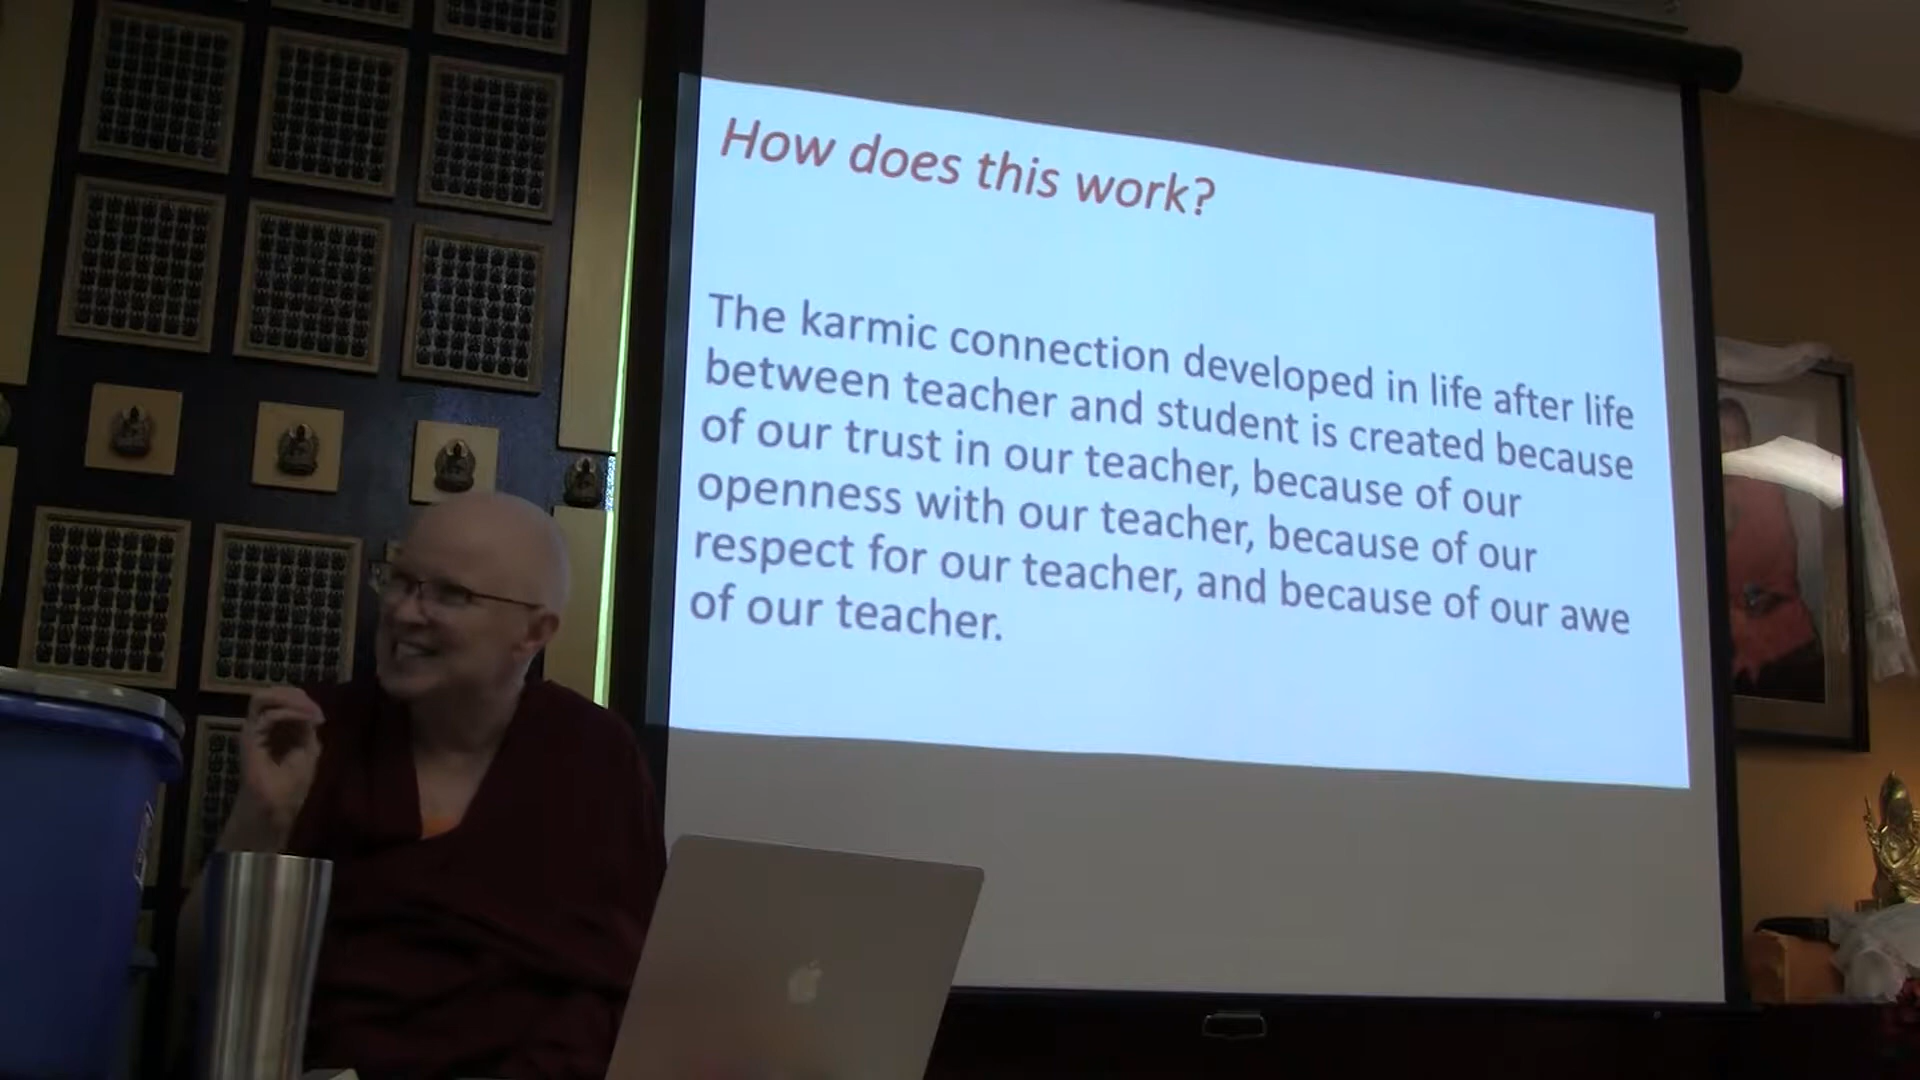 How does this work?
The karmic connection developed in life after life
between teacher and student is created because
of our trust in our teacher, because of our
openness with our teacher, because of our
respect for our teacher, and because of our awe
of our teacher.